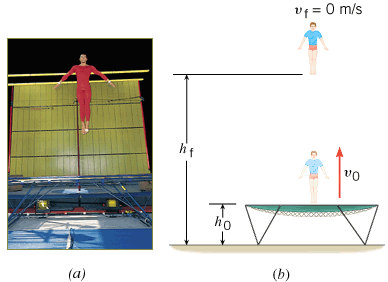 v_f = 0 m/s
h_f
v_0
h_0
(a)
(b)